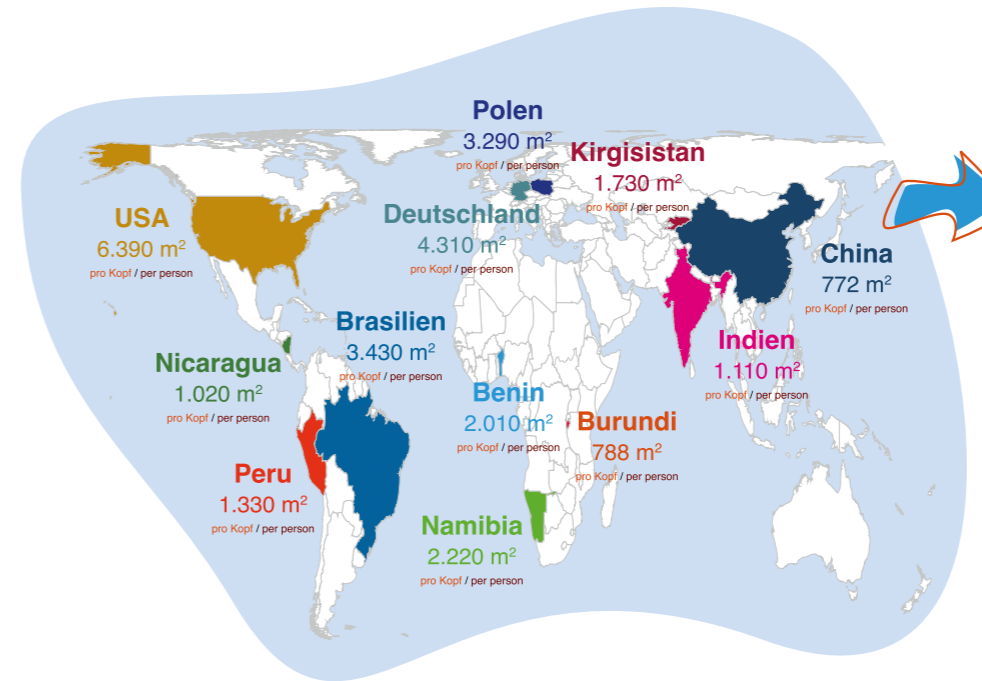 Polen
3.290 m²
pro Kopf / per person
Kirgisistan
1.730 m²
pro Kopf / per person
USA
6.390 m²
pro Kopf / per person
Deutschland
4.310 m²
pro Kopf / per person
China
772 m²
pro Kopf / per person
Brasilien
3.430 m²
pro Kopf / per person
Indien
1.110 m²
pro Kopf / per person
Nicaragua
1.020 m²
pro Kopf / per person
Benin
2.010 m²
pro Kopf / per person
Burundi
788 m²
pro Kopf / per person
Peru
1.330 m²
pro Kopf / per person
Namibia
2.220 m²
pro Kopf / per person